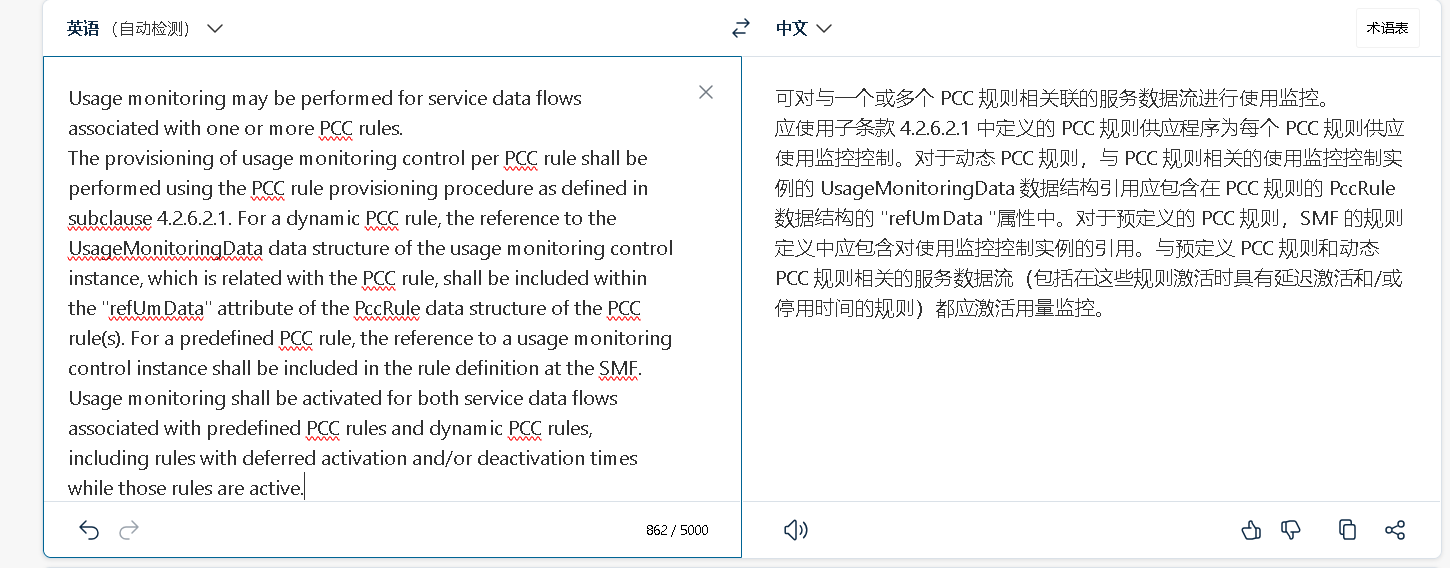 英语 (自动检测)
中文
术语表
Usage monitoring may be performed for service data flows
associated with one or more PCC rules.
The provisioning of usage monitoring control per PCC rule shall be
performed using the PCC rule provisioning procedure as defined in
subclause 4.2.6.2.1. For a dynamic PCC rule, the reference to the
UsageMonitoringData data structure of the usage monitoring control
instance, which is related with the PCC rule, shall be included within
the "refUmData" attribute of the PccRule data structure of the PCC
rule(s). For a predefined PCC rule, the reference to a usage monitoring
control instance shall be included in the rule definition at the SMF.
Usage monitoring shall be activated for both service data flows
associated with predefined PCC rules and dynamic PCC rules,
including rules with deferred activation and/or deactivation times
while those rules are active.
862 / 5000
可对与一个或多个 PCC 规则相关联的服务数据流进行使用监控。
应使用子条款 4.2.6.2.1 中定义的 PCC 规则供应程序为每个 PCC 规则供应
使用监控控制。对于动态 PCC 规则，与 PCC 规则相关的使用监控控制实
例的 UsageMonitoringData 数据结构引用应包含在 PCC 规则的 PccRule
数据结构的 "refUmData "属性中。对于预定义的 PCC 规则，SMF 的规则
定义中应包含对使用监控控制实例的引用。与预定义 PCC 规则和动态
PCC 规则相关的服务数据流（包括在这些规则激活时具有延迟激活和/或
停用时间的规则）都应激活用量监控。